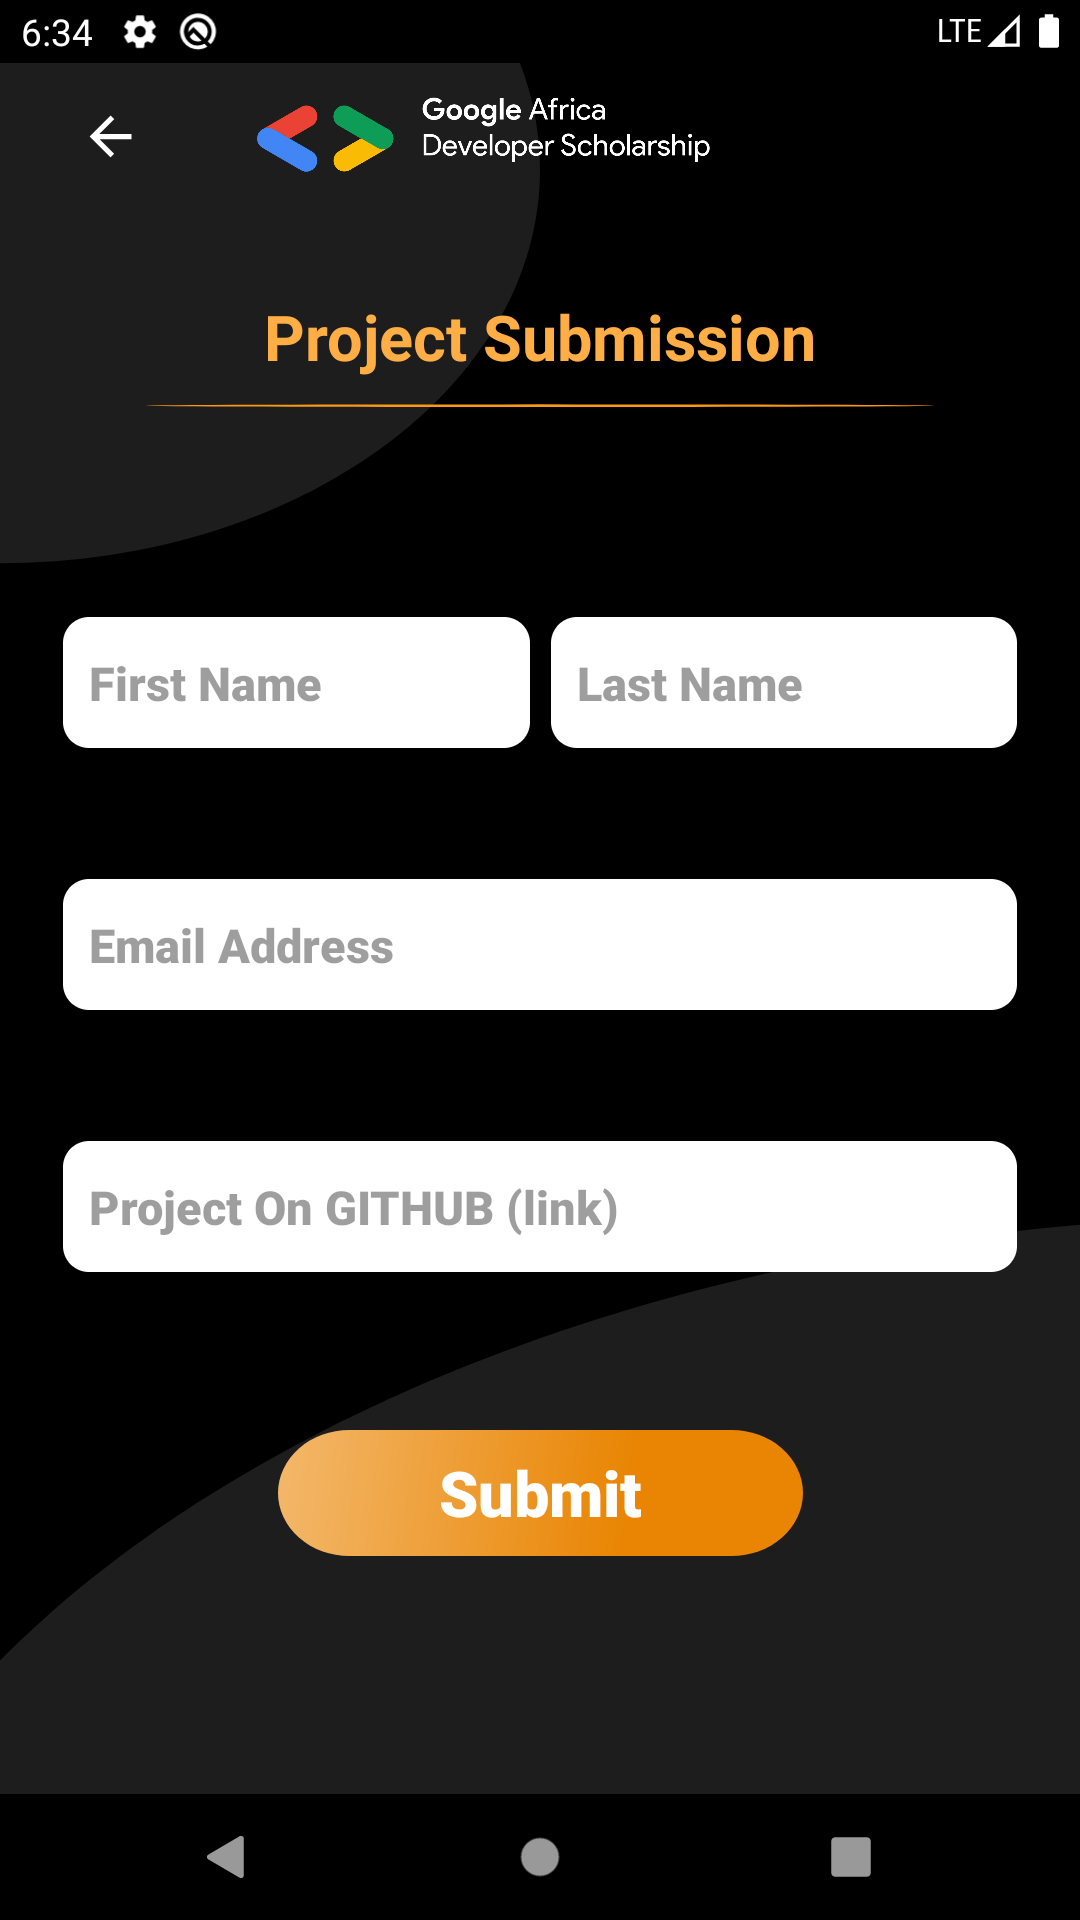 6:34
LTE
Google Africa
Developer Scholarship
Project Submission
First Name
Last Name
Email Address
Project On GITHUB (link)
Submit